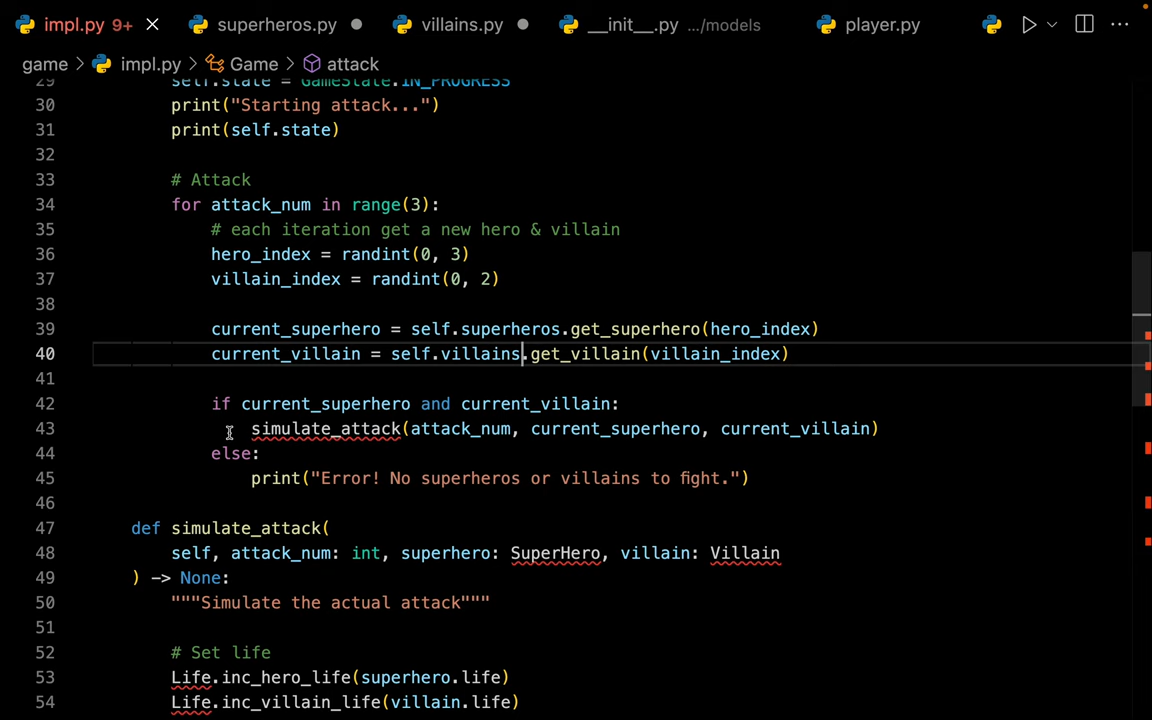 impl.py 9+ superheros.py villains.py __init__.py .../models player.py
game > impl.py > Game > attack
29 self.state = GameState.IN_PROGRESS
30 print("Starting attack...")
31 print(self.state)
32
33 # Attack
34 for attack_num in range(3):
35 # each iteration get a new hero & villain
36 hero_index = randint(0, 3)
37 villain_index = randint(0, 2)
38
39 current_superhero = self.superheros.get_superhero(hero_index)
40 current_villain = self.villains.get_villain(villain_index)
41
42 if current_superhero and current_villain:
43 simulate_attack(attack_num, current_superhero, current_villain)
44 else:
45 print("Error! No superheros or villains to fight.")
46
47 def simulate_attack(
48 self, attack_num: int, superhero: SuperHero, villain: Villain
49 ) -> None:
50 """Simulate the actual attack"""
51
52 # Set life
53 Life.inc_hero_life(superhero.life)
54 Life.inc_villain_life(villain.life)